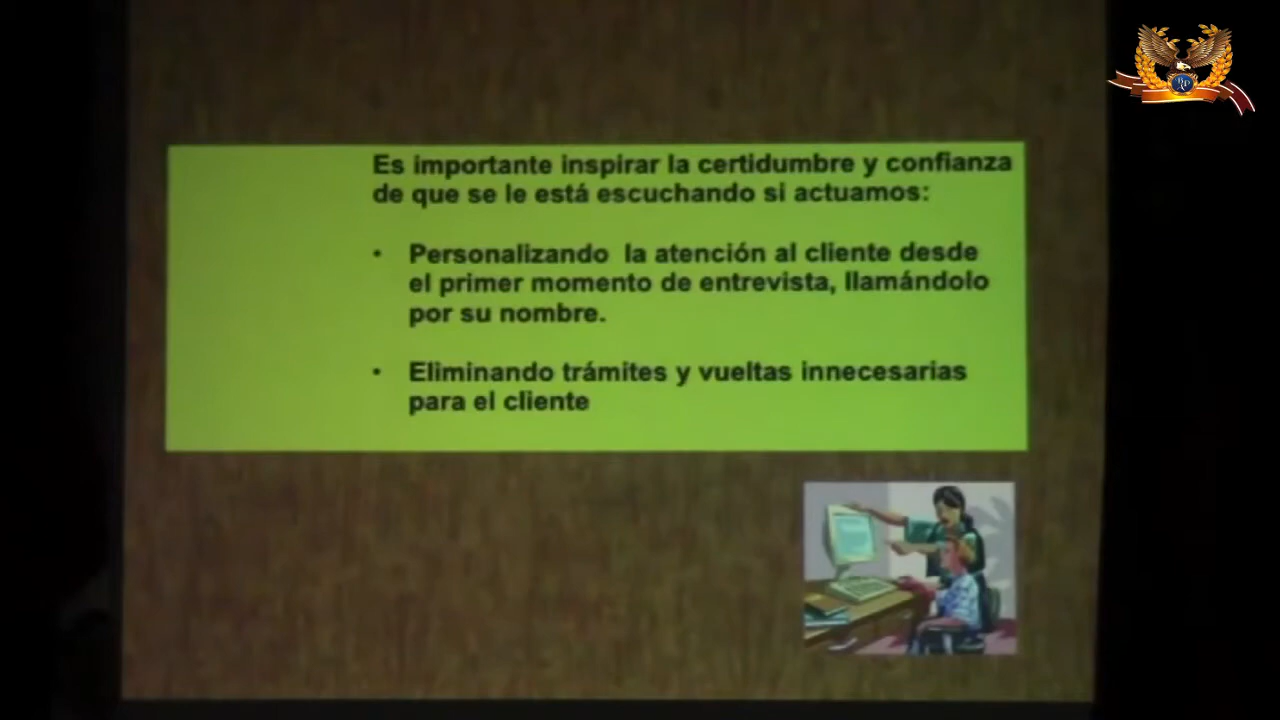 Es importante inspirar la certidumbre y confianza
de que se le está escuchando si actuamos:
• Personalizando la atención al cliente desde
el primer momento de entrevista, llamándolo
por su nombre.
• Eliminando trámites y vueltas innecesarias
para el cliente